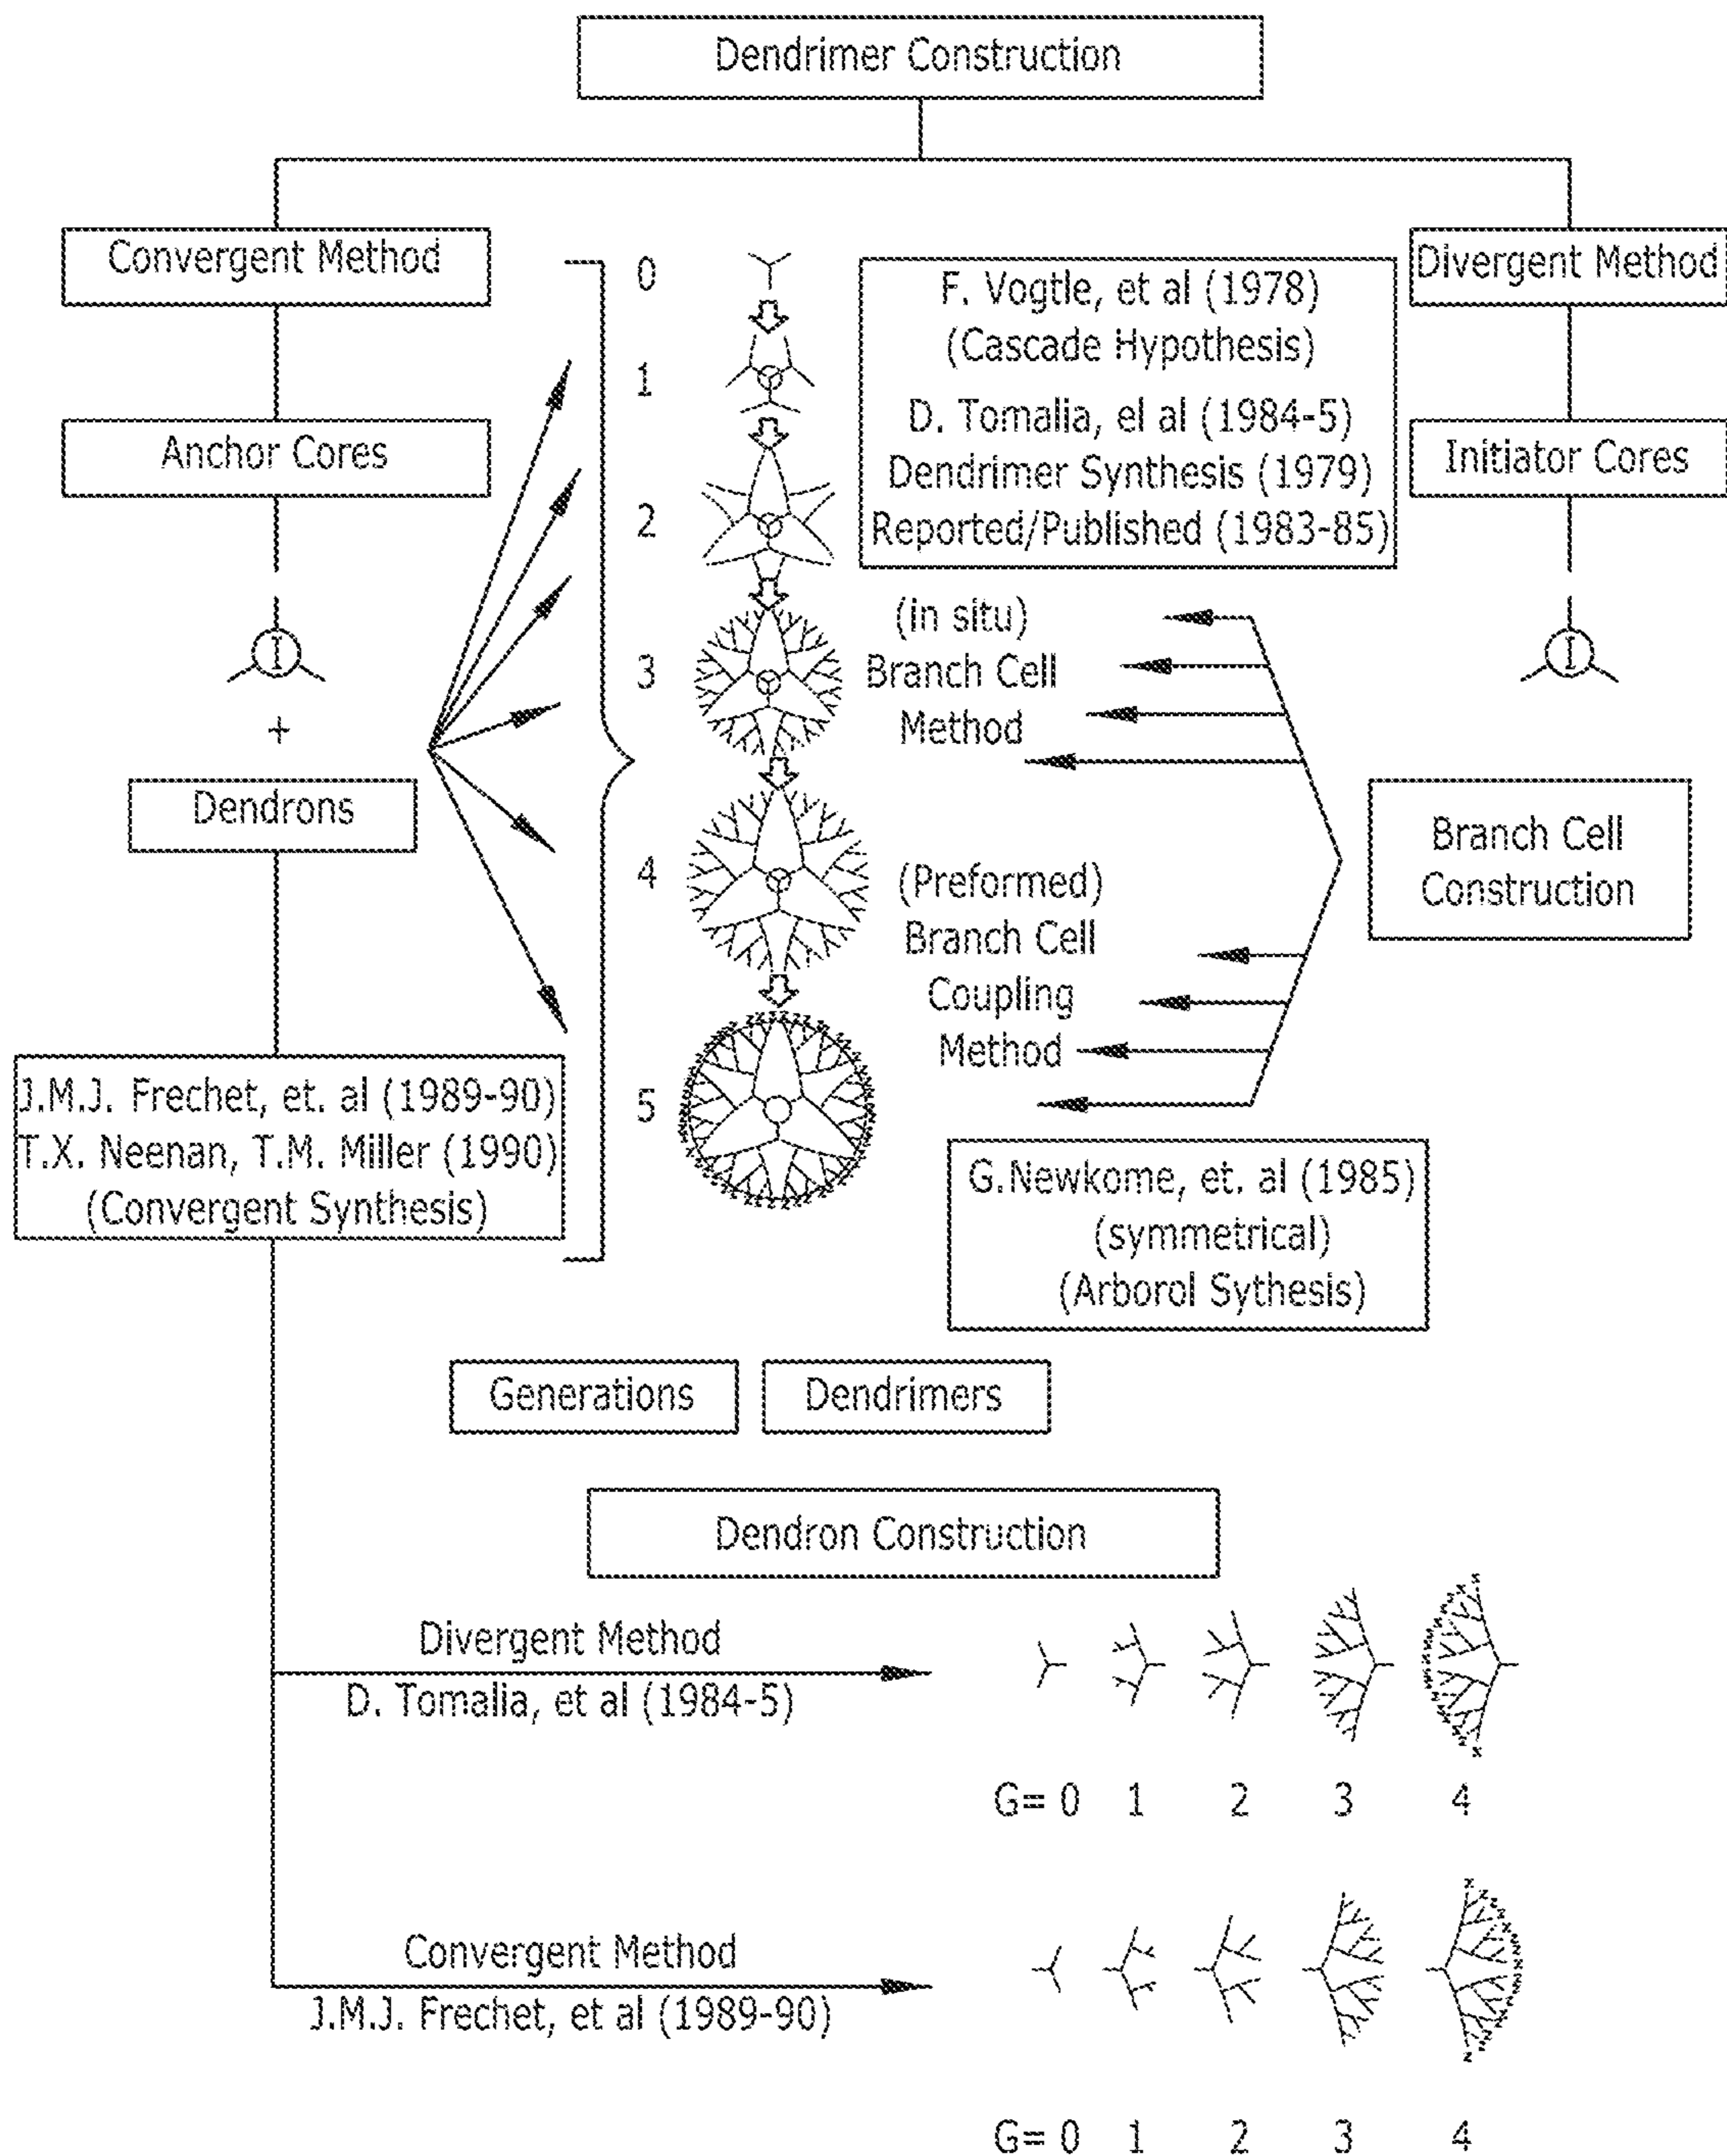 Dendrimer Construction
Convergent Method
Anchor Cores
I
+
Dendrons
J.M.J. Frechet, et. al (1989-90)
T.X. Neenan, T.M. Miller (1990)
(Convergent Synthesis)
0
1
2
3
4
5
F. Vogtle, et al (1978)
(Cascade Hypothesis)
D. Tomalia, el al (1984-5)
Dendrimer Synthesis (1979)
Reported/Published (1983-85)
(in situ)
Branch Cell
Method
(Preformed)
Branch Cell
Coupling
Method
G.Newkome, et. al (1985)
(symmetrical)
(Arborol Sythesis)
Divergent Method
Initiator Cores
I
Branch Cell
Construction
Generations
Dendrimers
Dendron Construction
Divergent Method
D. Tomalia, et al (1984-5)
G= 0 1 2 3 4
Convergent Method
J.M.J. Frechet, et al (1989-90)
G= 0 1 2 3 4